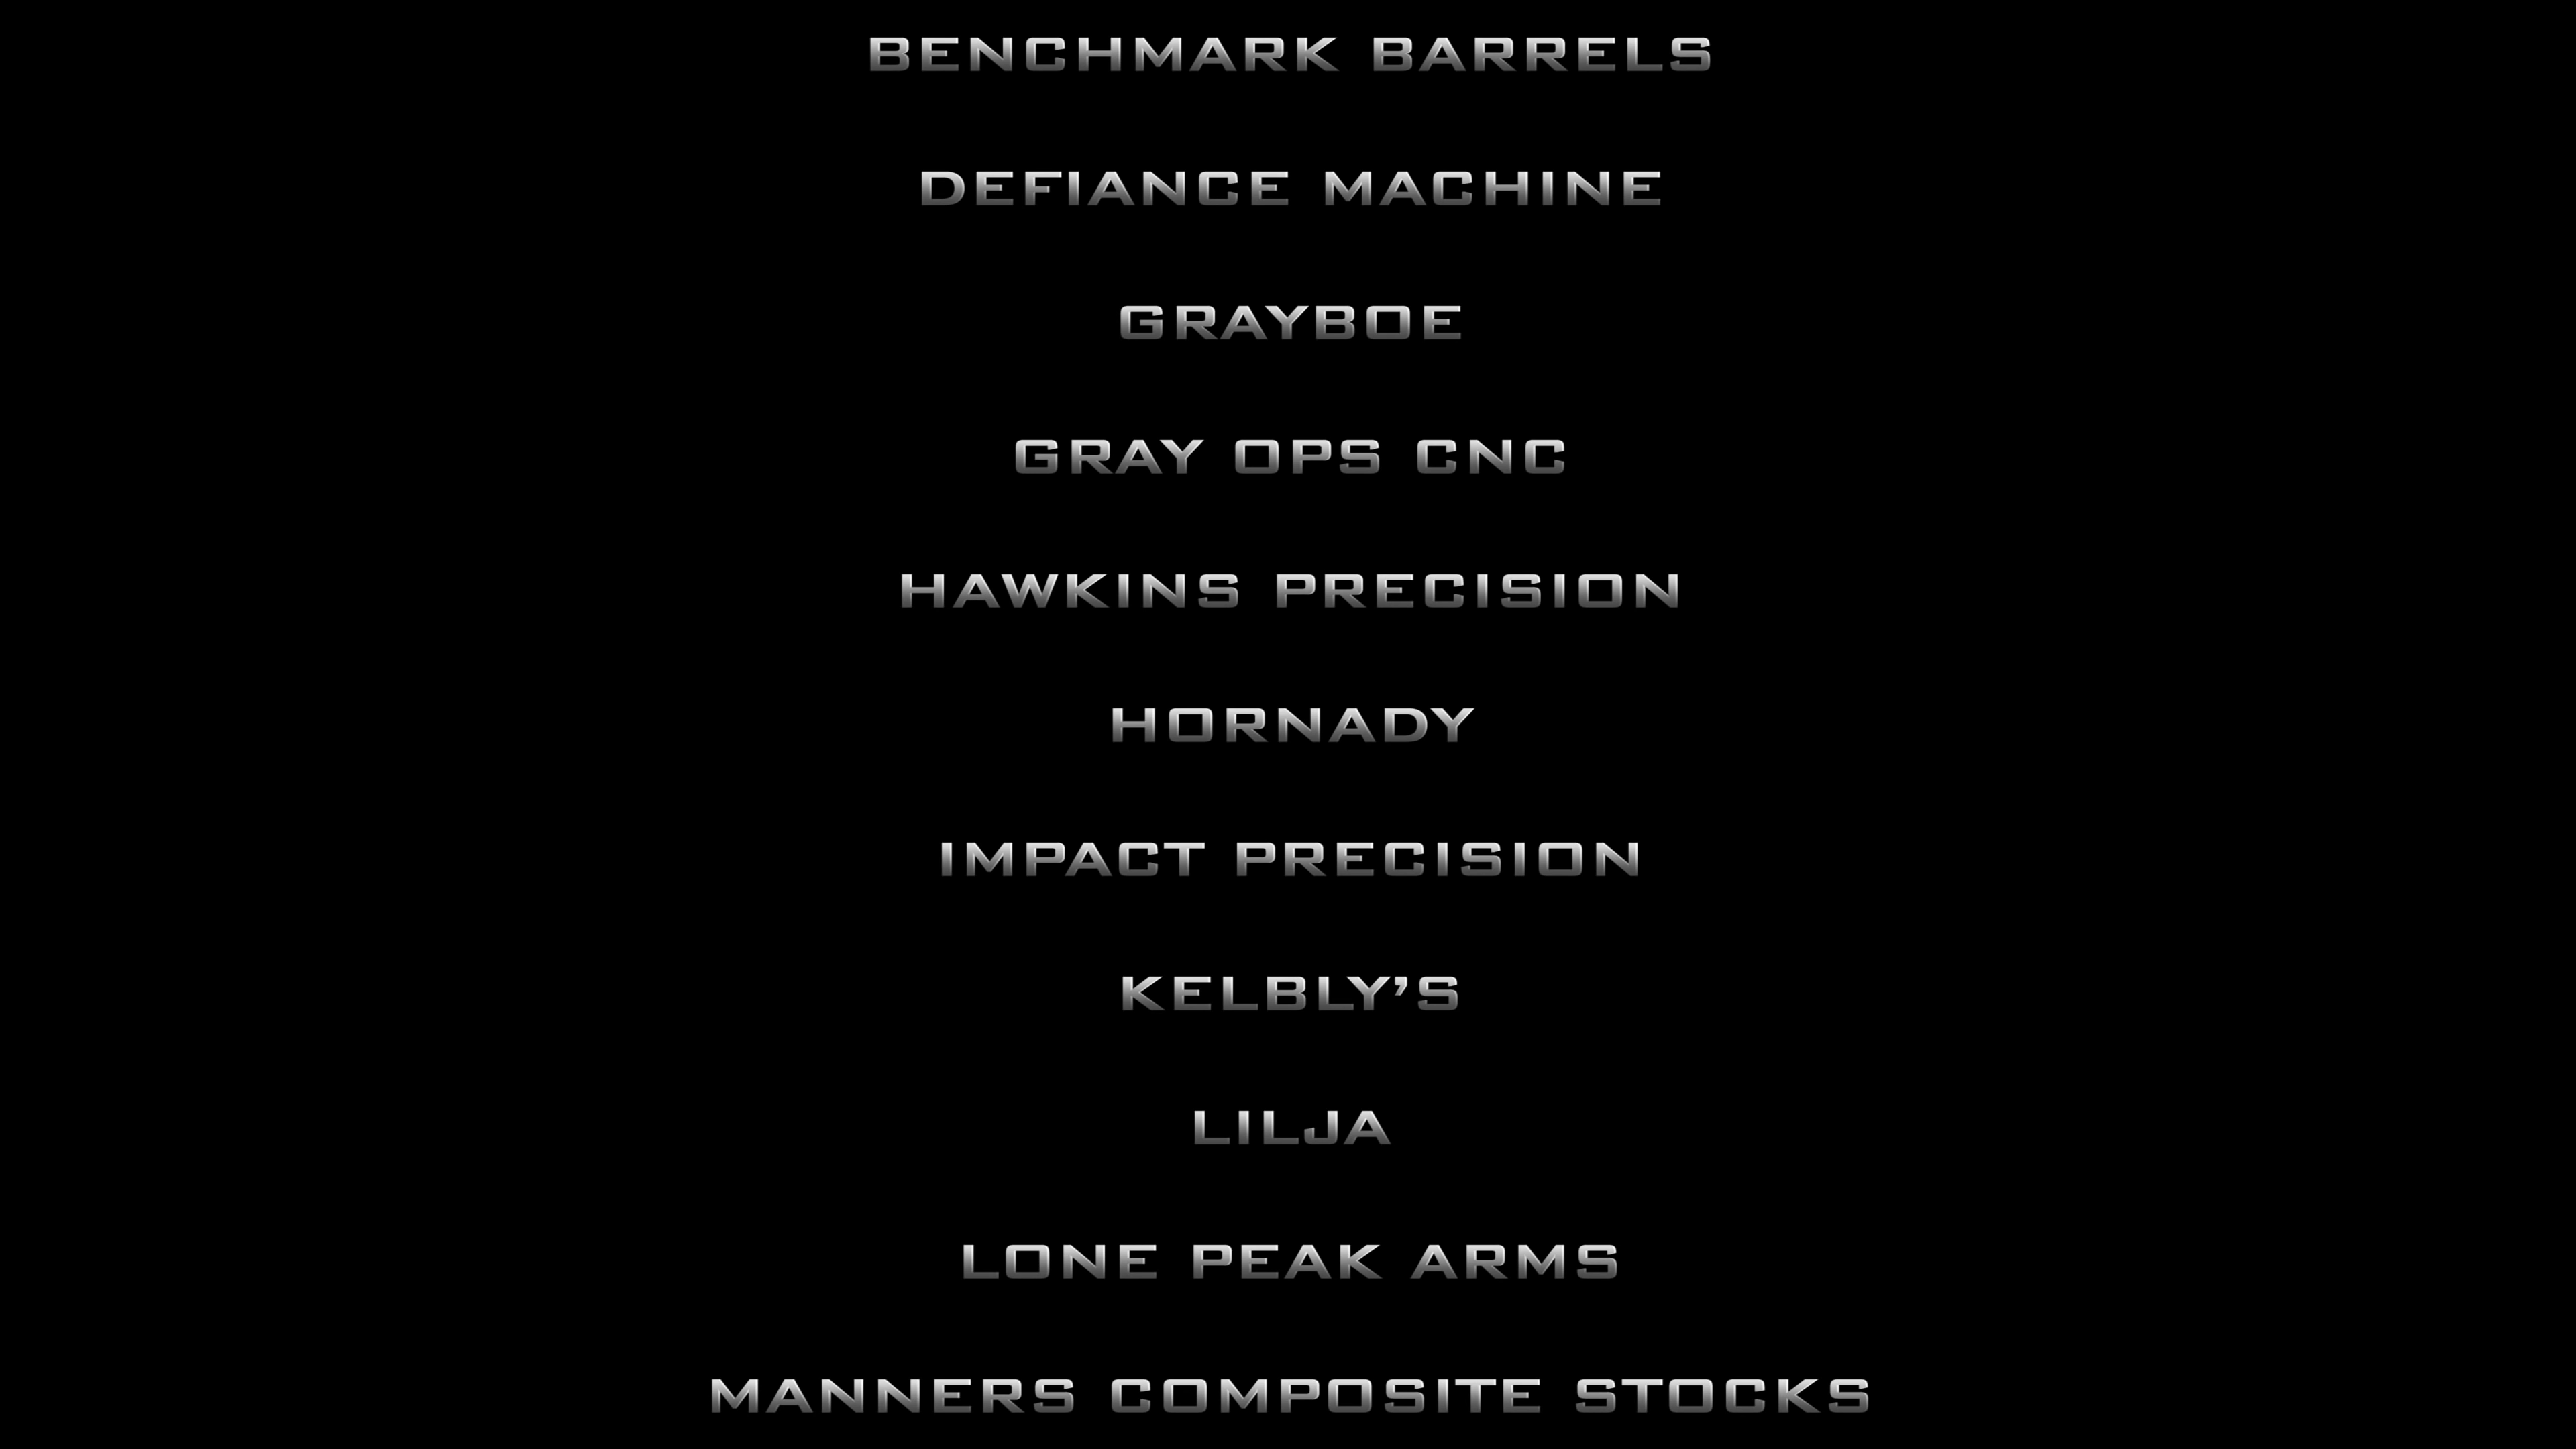 BENCHMARK BARRELS
DEFIANCE MACHINE
GRAYBOE
GRAY OPS CNC
HAWKINS PRECISION
HORNADY
IMPACT PRECISION
KELBLY’S
LILJA
LONE PEAK ARMS
MANNERS COMPOSITE STOCKS